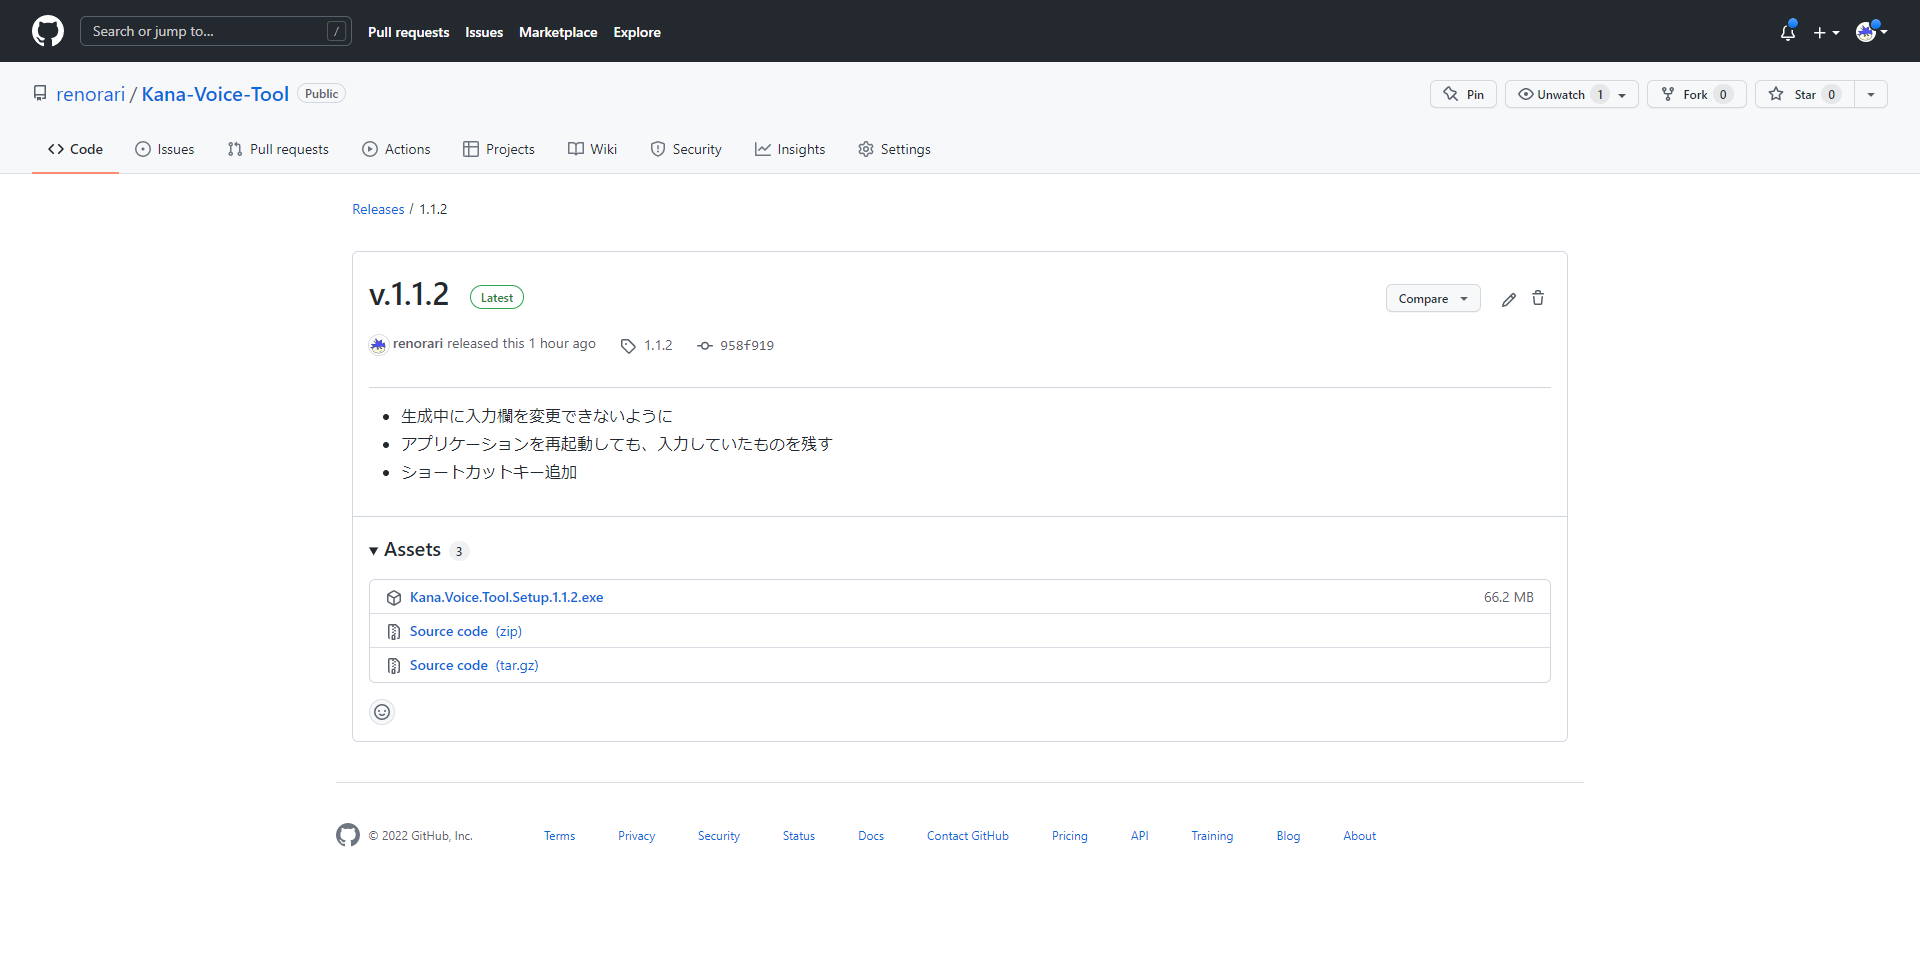 Search or jump to... /
Pull requests Issues Marketplace Explore
renorari / Kana-Voice-Tool Public
Pin Unwatch 1 Fork 0 Star 0
Code Issues Pull requests Actions Projects Wiki Security Insights Settings
Releases / 1.1.2
v.1.1.2 Latest
Compare
renorari released this 1 hour ago 1.1.2 958f919
生成中に入力欄を変更できないように
アプリケーションを再起動しても、入力していたものを残す
ショートカットキー追加
Assets 3
Kana.Voice.Tool.Setup.1.1.2.exe 66.2 MB
Source code (zip)
Source code (tar.gz)
© 2022 GitHub, Inc. Terms Privacy Security Status Docs Contact GitHub Pricing API Training Blog About